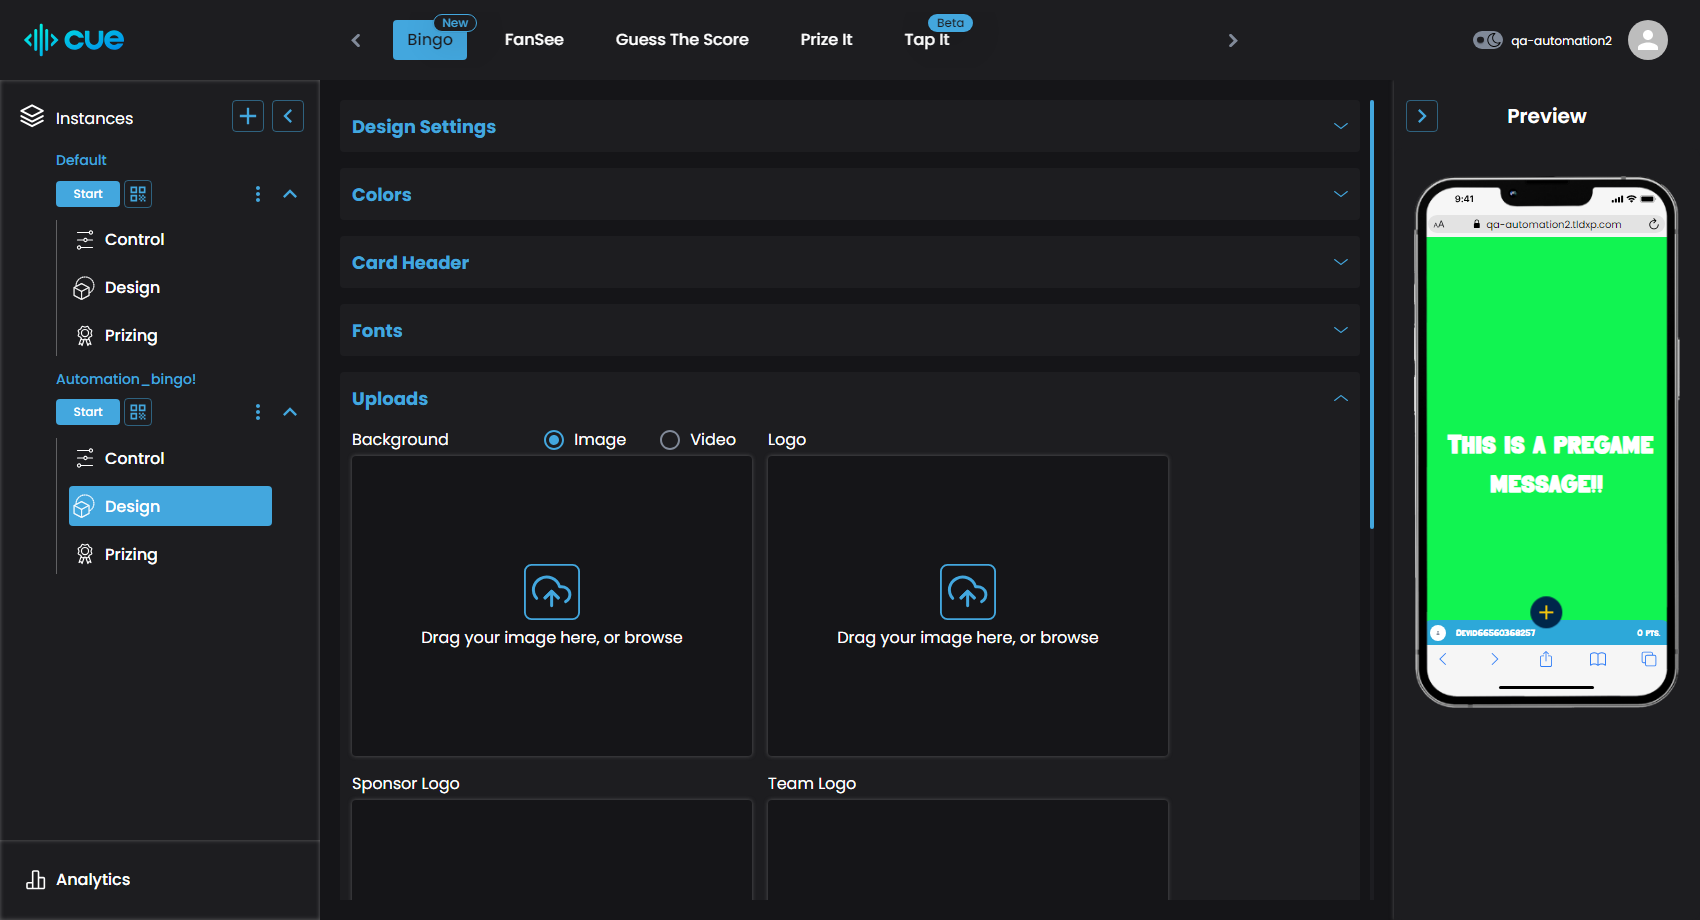 cue
Bingo
New
FanSee
Guess The Score
Prize It
Tap It
Beta
qa-automation2
Instances
Default
Start
Control
Design
Prizing
Automation_bingo!
Start
Control
Design
Prizing
Analytics
Design Settings
Colors
Card Header
Fonts
Uploads
Background
Image
Video
Logo
Drag your image here, or browse
Drag your image here, or browse
Sponsor Logo
Team Logo
Preview
9:41
AA
qa-automation2.tldxp.com
THIS IS A PREGAME
MESSAGE!!
DEVID66560368257
0 PTS.